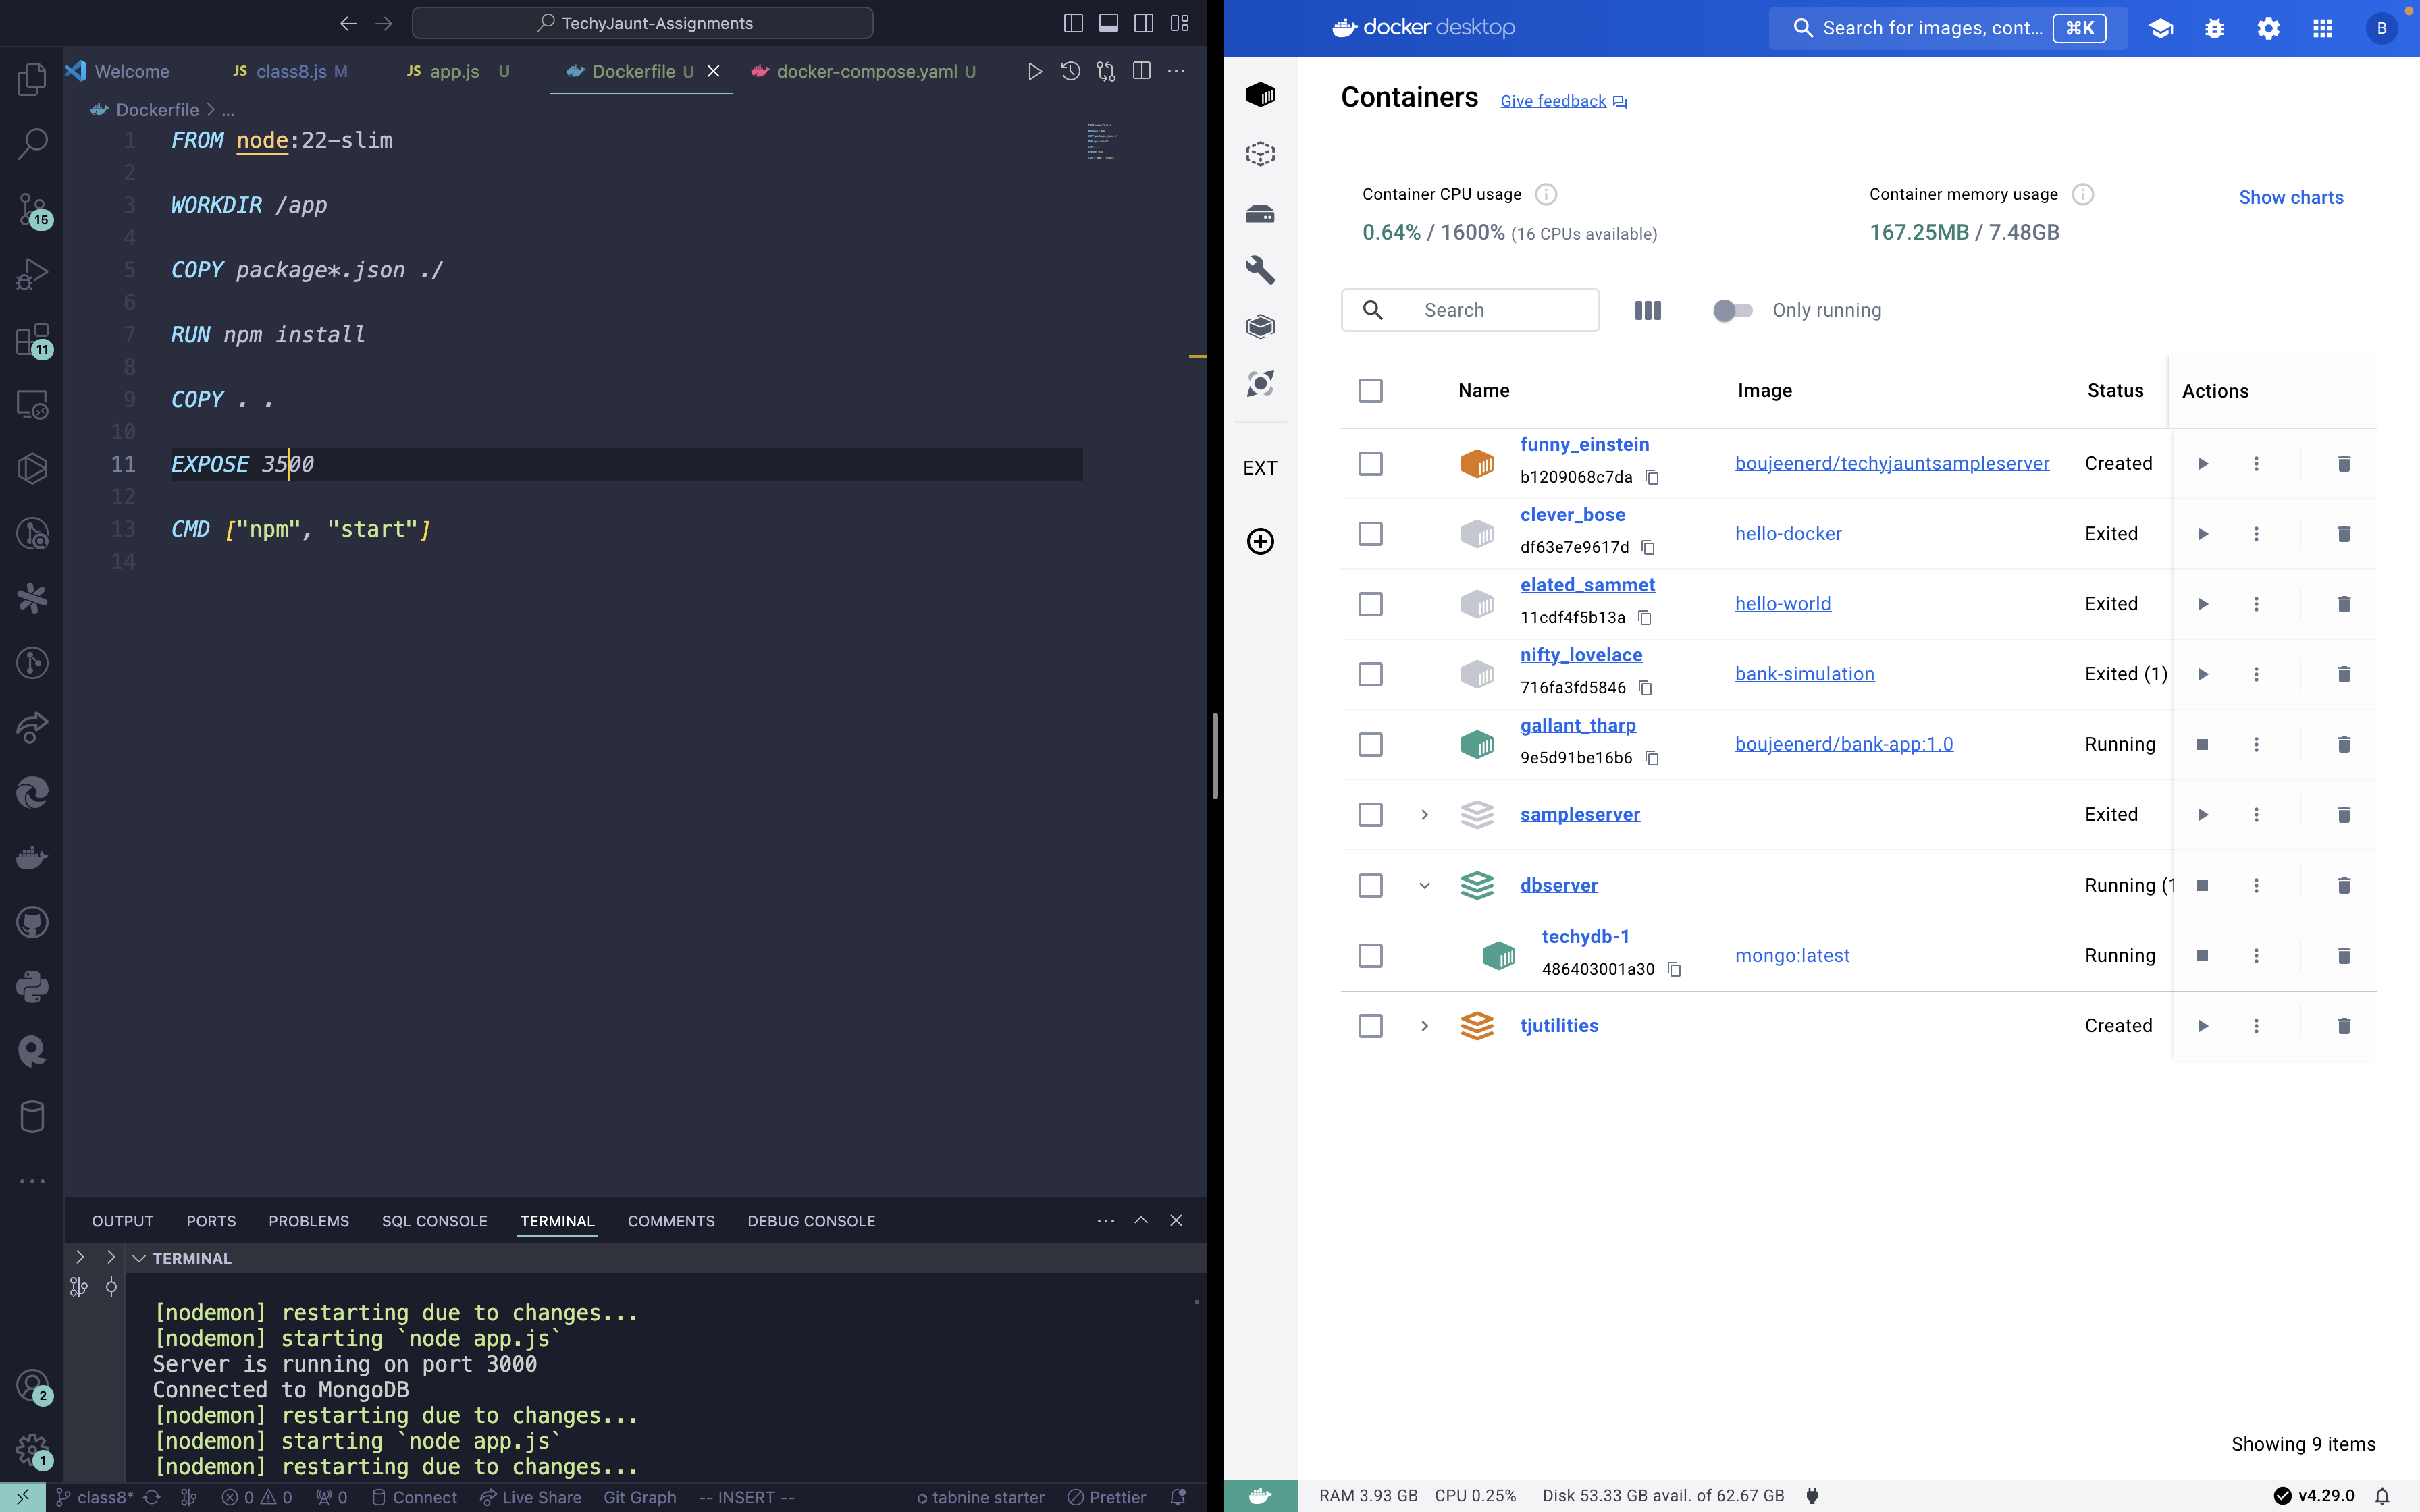 TechyJaunt-Assignments
Welcome
JS class8.js M
JS app.js U
Dockerfile U
docker-compose.yaml U
Dockerfile > ...
1 FROM node:22-slim
2
3 WORKDIR /app
4
5 COPY package*.json ./
6
7 RUN npm install
8
9 COPY . .
10
11 EXPOSE 3500
12
13 CMD ["npm", "start"]
14
15
11
2
1
OUTPUT PORTS PROBLEMS SQL CONSOLE TERMINAL COMMENTS DEBUG CONSOLE
TERMINAL
[nodemon] restarting due to changes...
[nodemon] starting `node app.js`
Server is running on port 3000
Connected to MongoDB
[nodemon] restarting due to changes...
[nodemon] starting `node app.js`
[nodemon] restarting due to changes...
class8* 0 0 0 Connect Live Share Git Graph -- INSERT -- tabnine starter Prettier
docker desktop
Search for images, cont... ⌘K
B
EXT
Containers Give feedback
Container CPU usage
0.64% / 1600% (16 CPUs available)
Container memory usage
167.25MB / 7.48GB
Show charts
Search
Only running
Name Image Status Actions
funny_einstein
b1209068c7da
boujeenerd/techyjauntsampleserver Created
clever_bose
df63e7e9617d
hello-docker Exited
elated_sammet
11cdf4f5b13a
hello-world Exited
nifty_lovelace
716fa3fd5846
bank-simulation Exited (1)
gallant_tharp
9e5d91be16b6
boujeenerd/bank-app:1.0 Running
sampleserver Exited
dbserver Running (1
techydb-1
486403001a30
mongo:latest Running
tjutilities Created
Showing 9 items
RAM 3.93 GB CPU 0.25% Disk 53.33 GB avail. of 62.67 GB
v4.29.0